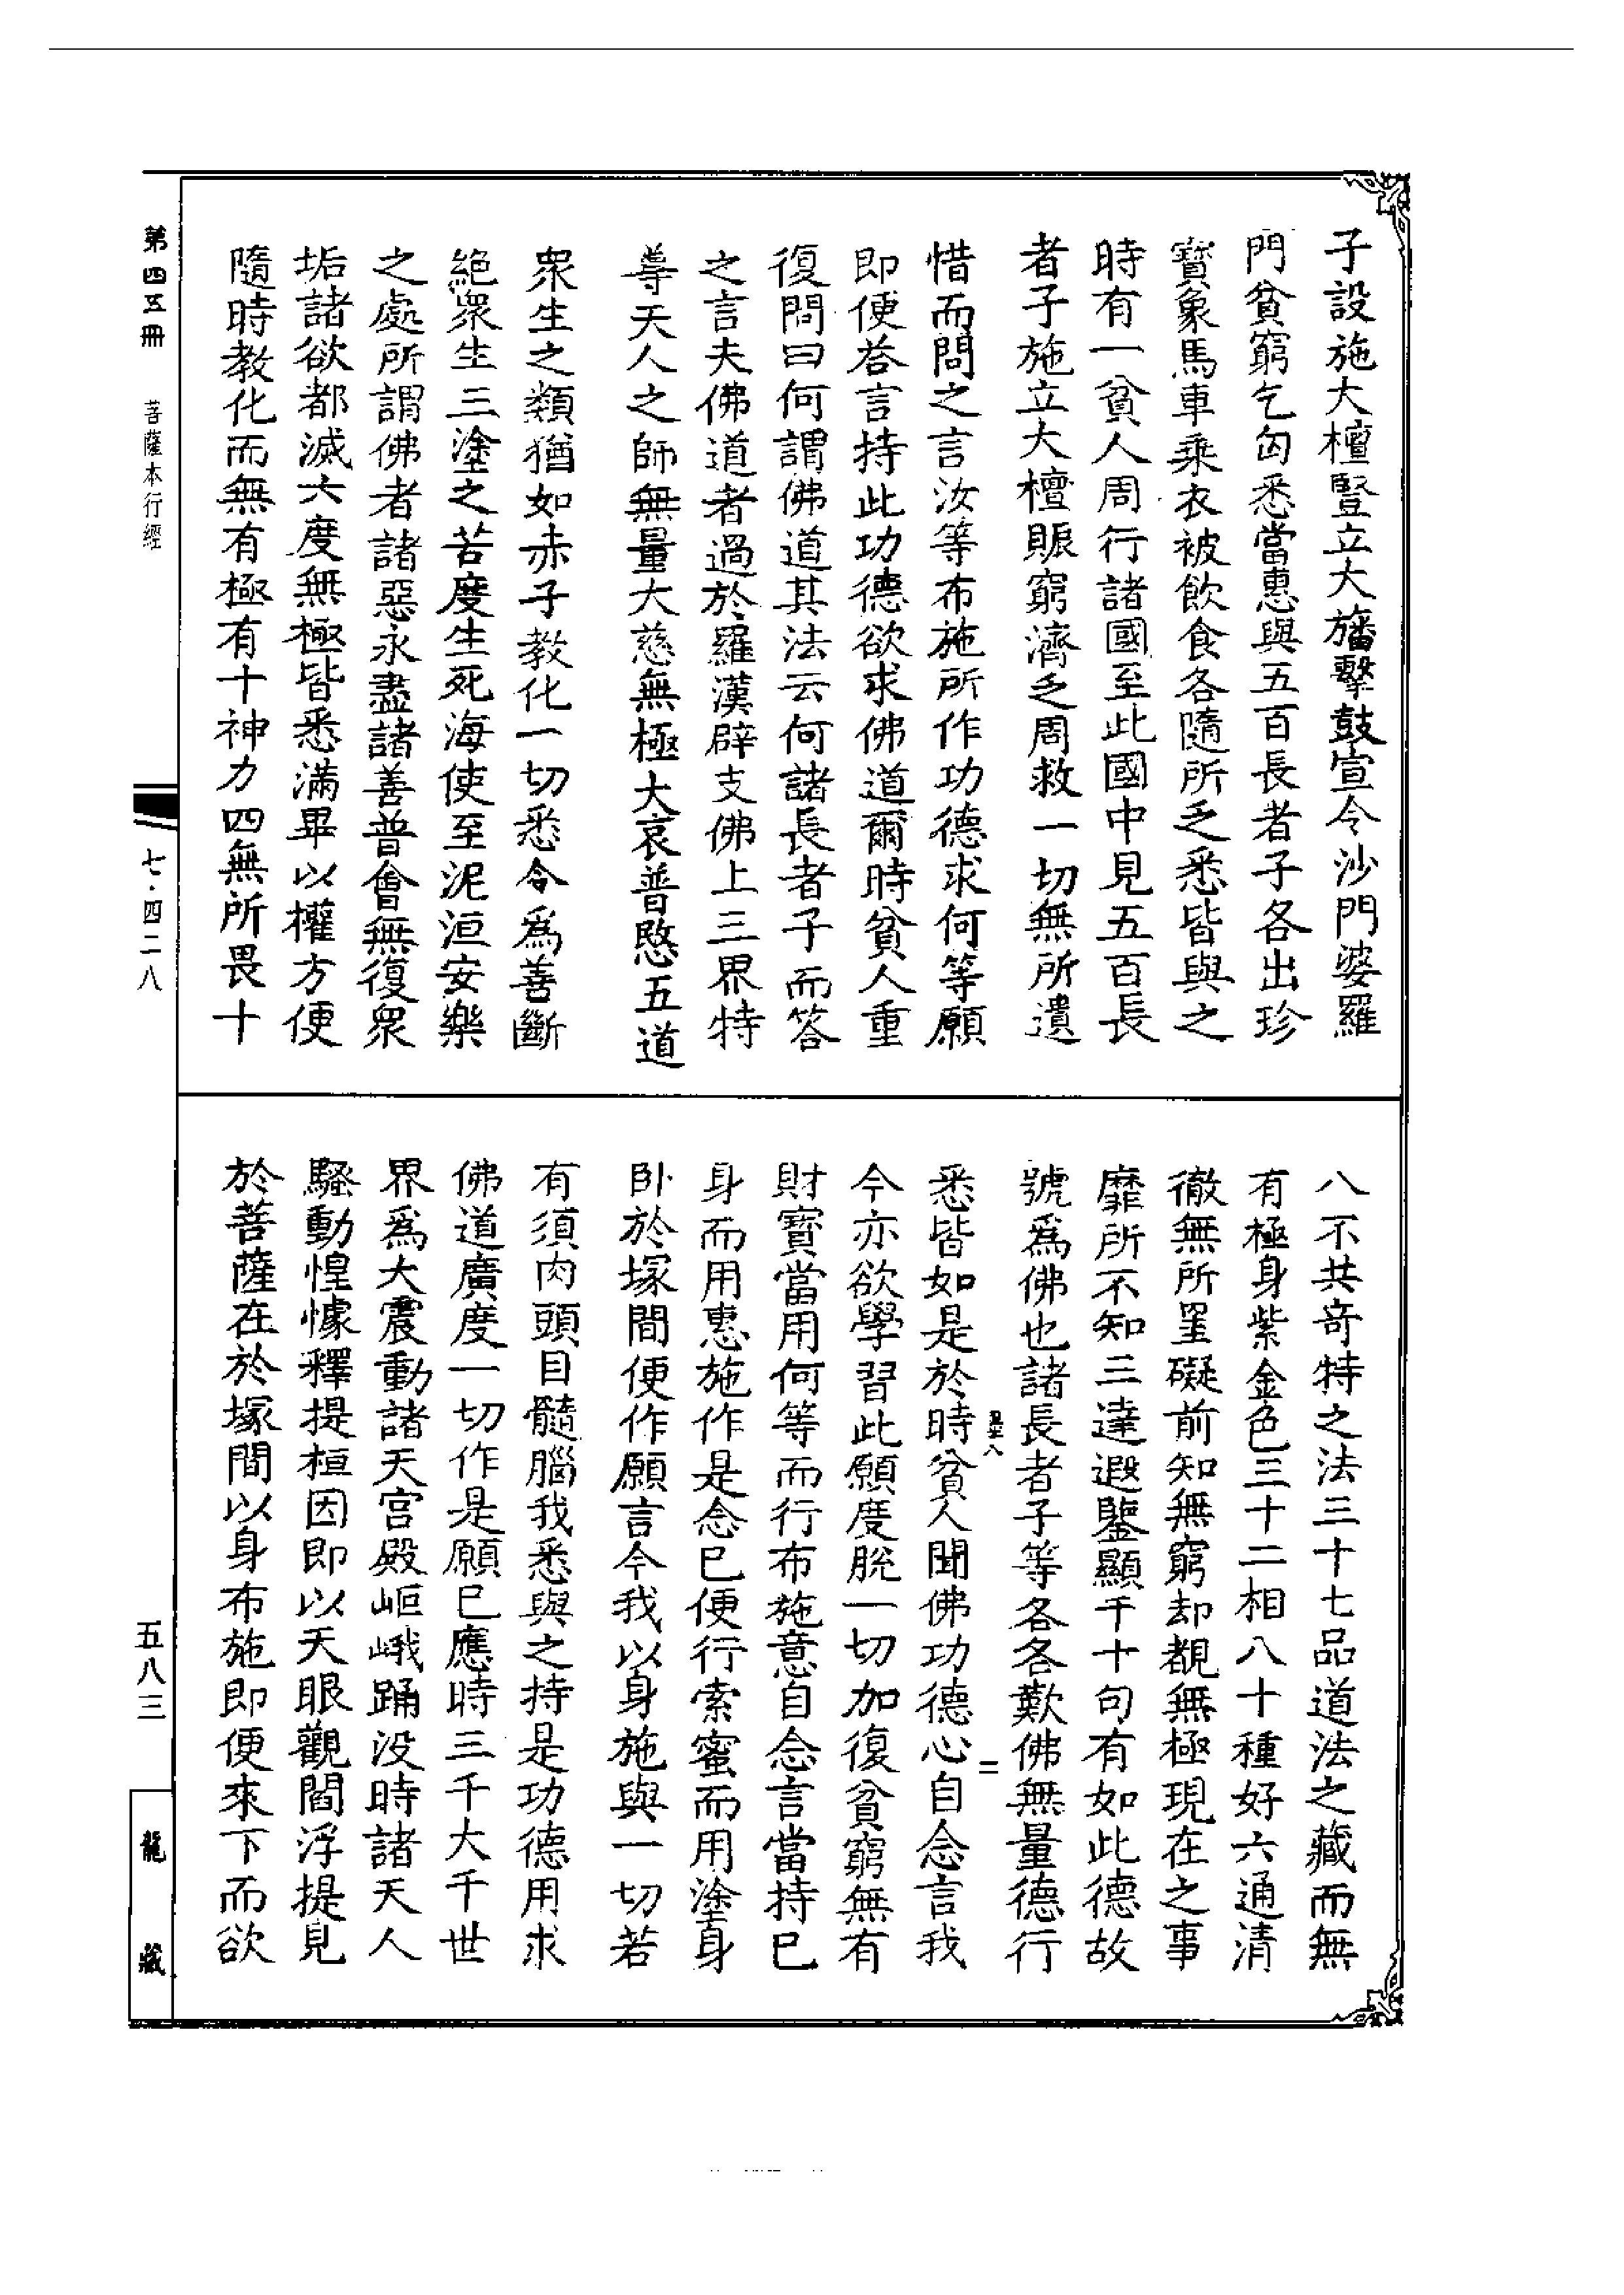 子設施大檀豎立大旛擊鼓宣令沙門婆羅
門貧窮乞匃悉當惠與五百長者子各出珍
寶象馬車乘衣被飲食各隨所乏悉皆與之
時有一貧人周行諸國至此國中見五百長
者子施立大檀賑窮濟乏周救一切無所遺
惜而問之言汝等布施所作功德求何等願
即便荅言持此功德欲求佛道爾時貧人重
復問曰何謂佛道其法云何諸長者子而答
之言夫佛道者過於羅漢辟支佛上三界特
尊天人之師無量大慈無極大哀普愍五道
衆生之類猶如赤子教化一切悉令爲善斷
絕衆生三塗之苦度生死海使至泥洹安樂
之處所謂佛者諸惡永盡諸善普會無復衆
垢諸欲都滅六度無極皆悉滿畢以權方便
隨時教化而無有極有十神力四無所畏十
八不共奇特之法三十七品道法之藏而無
有極身紫金色三十二相八十種好六通清
徹無所罣礙前知無窮却覩無極現在之事
靡所不知三達遐鑒顯于十句有如此德故
號爲佛也諸長者子等各各歎佛無量德行
悉皆如是於時貧人聞佛功德心自念言我
今亦欲學習此願度脫一切加復貧窮無有
財寶當用何等而行布施意自念言當持己
身而用惠施作是念已便行索蜜而用塗身
卧於塚間便作願言今我以身施與一切若
有須肉頭目髓腦我悉與之持是功德用求
佛道廣度一切作是願已應時三千大千世
界爲大震動諸天宮殿岠峨踊沒時諸天人
騷動惶懅釋提桓因即以天眼觀閻浮提見
於菩薩在於塚間以身布施即便來下而欲
第四五冊 菩薩本行經
七·四二八
五八三
龍藏
二